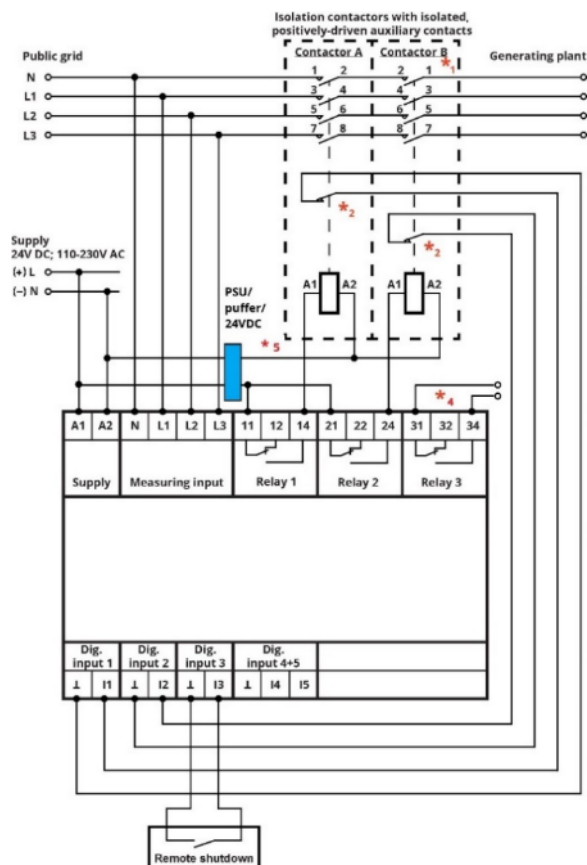 Isolation contactors with isolated,
positively-driven auxiliary contacts
Public grid
Contactor A
Contactor B
Generating plant
N
1 2
2 1
*1
L1
3 4
4 3
L2
5 6
6 5
L3
7 8
8 7
*2
*2
Supply
24V DC; 110-230V AC
(+) L
(−) N
PSU/
puffer/
24VDC
A1 A2
A1 A2
*5
*4
A1 A2 N L1 L2 L3 11 12 14 21 22 24 31 32 34
Supply Measuring input Relay 1 Relay 2 Relay 3
Dig.
input 1
Dig.
input 2
Dig.
input 3
Dig.
input 4+5
⊥ I1 ⊥ I2 ⊥ I3 ⊥ I4 I5
Remote shutdown